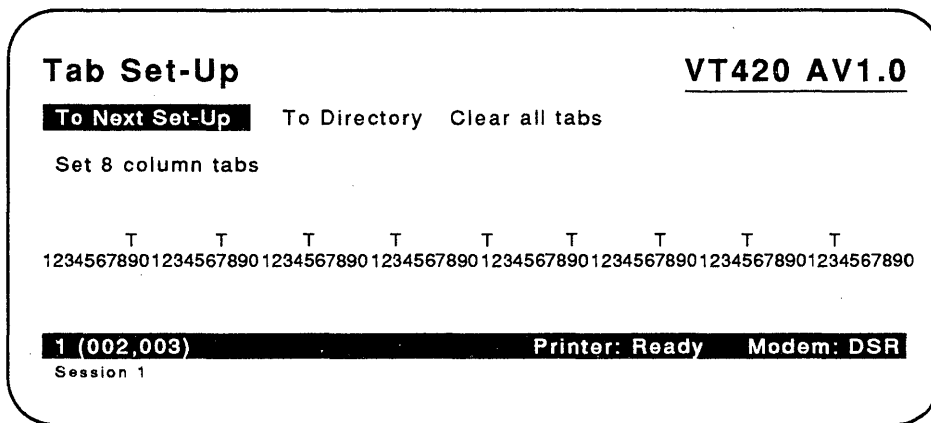 Tab Set-Up VT420 AV1.0
To Next Set-Up To Directory Clear all tabs
Set 8 column tabs
T T T T T T T T T
12345678901234567890123456789012345678901234567890123456789012345678901234567890
1 (002,003) Printer: Ready Modem: DSR
Session 1